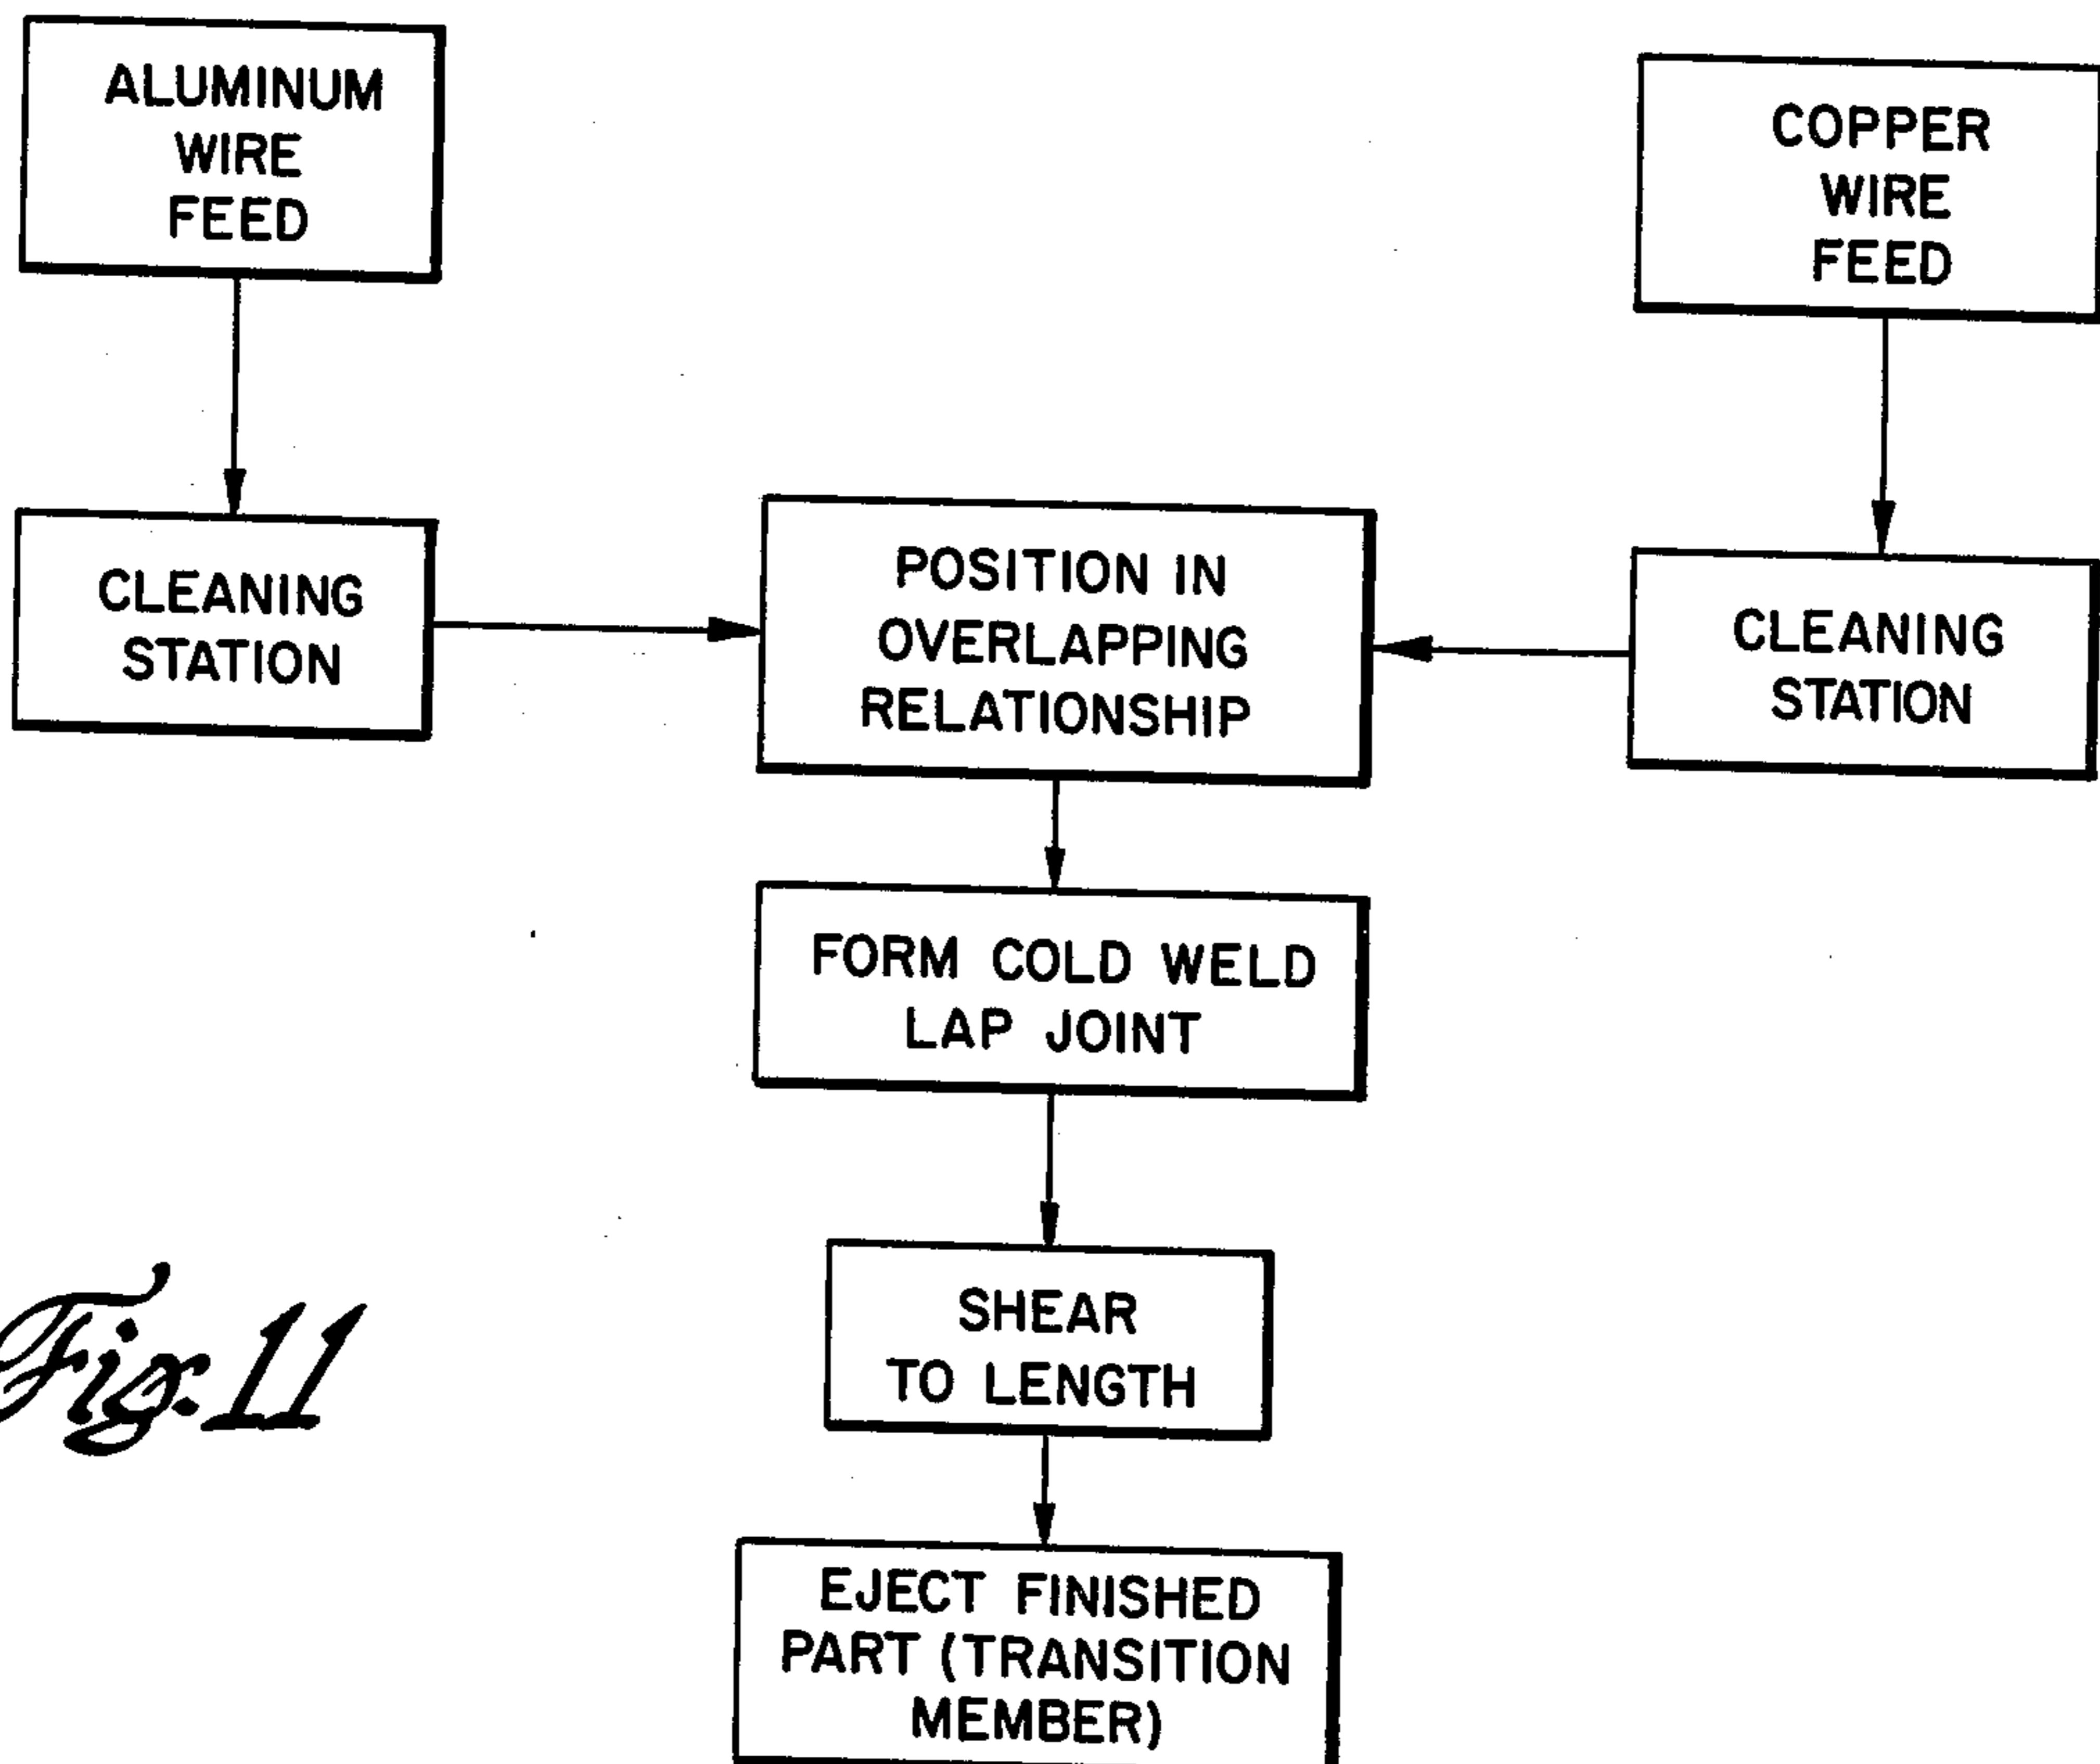 ALUMINUM
WIRE
FEED
COPPER
WIRE
FEED
CLEANING
STATION
POSITION IN
OVERLAPPING
RELATIONSHIP
CLEANING
STATION
FORM COLD WELD
LAP JOINT
SHEAR
TO LENGTH
EJECT FINISHED
PART (TRANSITION
MEMBER)
Fig. 11